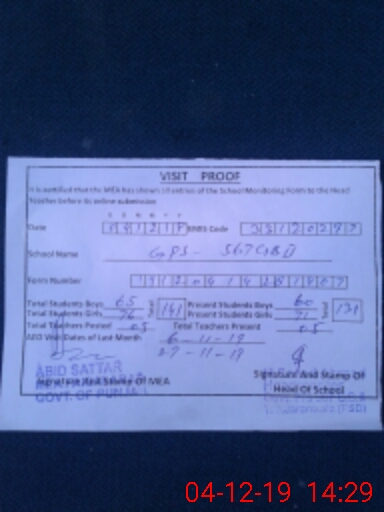 VISIT PROOF
It is certified that the MEA has shown all entries of the School Monitoring Form to the Head
Teacher before its online submission
Date EMIS Code 33120297
School Name GPS- 567 GB II
Form Number
Total Students Boys 65 Present Students Boys 60
Total Students Girls 76 141 Present Students Girls 71 131
Total Teachers Posted 05 Total Teachers Present 05
AEO Visit Dates of Last Month 6-11-19
27-11-19
Signature And Stamp Of MEA
ABID SATTAR
GOVT. OF PUNJAB
Signature And Stamp Of
Head Of School
(FSD)
04-12-19 14:29